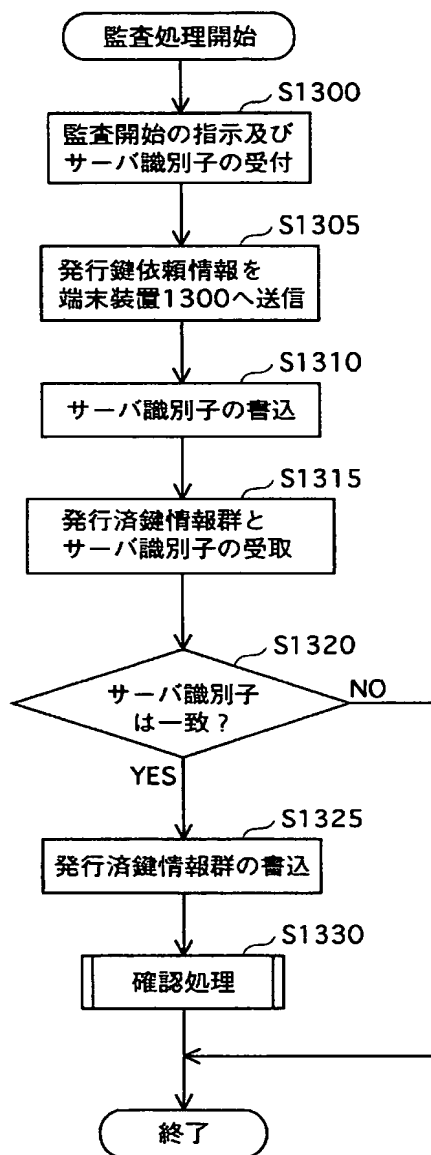 監査処理開始
S1300
監査開始の指示及び
サーバ識別子の受付
S1305
発行鍵依頼情報を
端末装置1300へ送信
S1310
サーバ識別子の書込
S1315
発行済鍵情報群と
サーバ識別子の受取
S1320
サーバ識別子
は一致？
NO
YES
S1325
発行済鍵情報群の書込
S1330
確認処理
終了